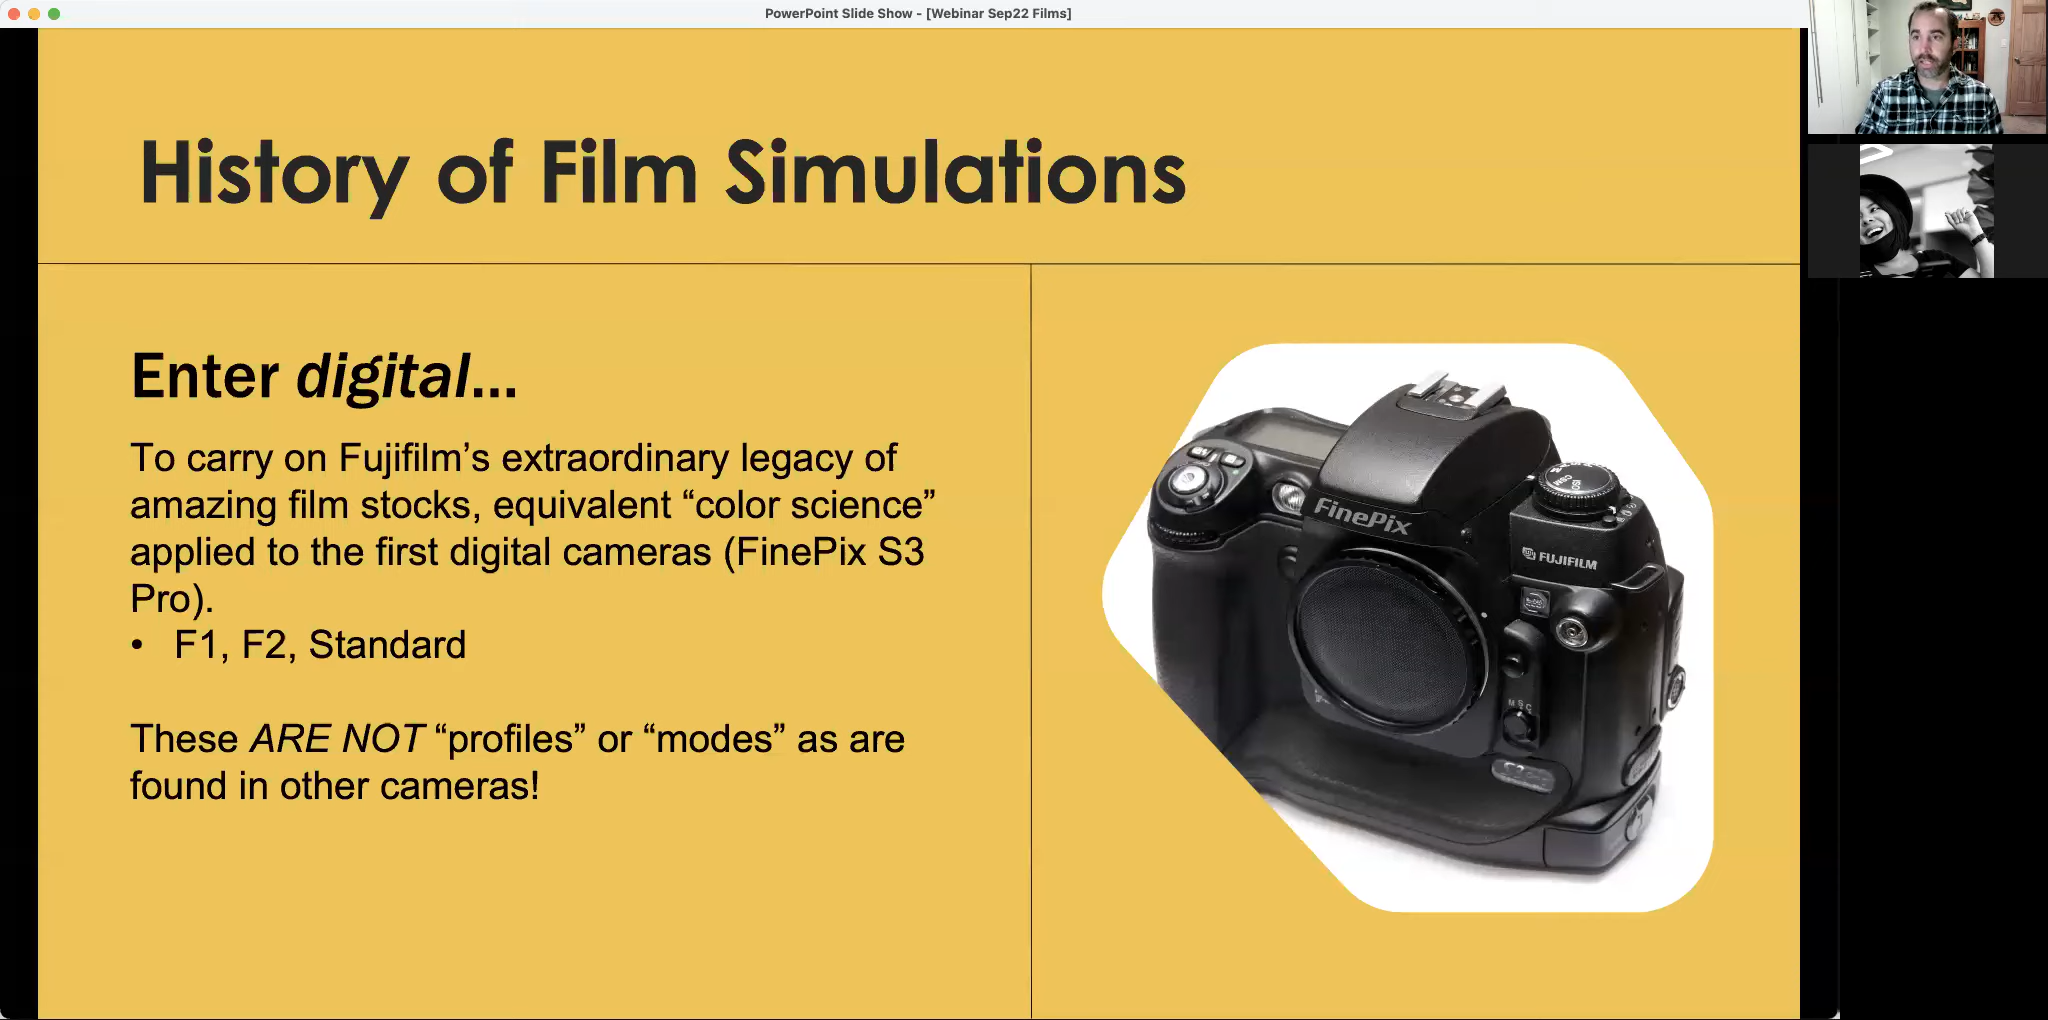 PowerPoint Slide Show - [Webinar Sep22 Films]
History of Film Simulations
Enter digital...
To carry on Fujifilm’s extraordinary legacy of
amazing film stocks, equivalent “color science”
applied to the first digital cameras (FinePix S3
Pro).
• F1, F2, Standard
These ARE NOT “profiles” or “modes” as are
found in other cameras!
FinePix
FUJIFILM